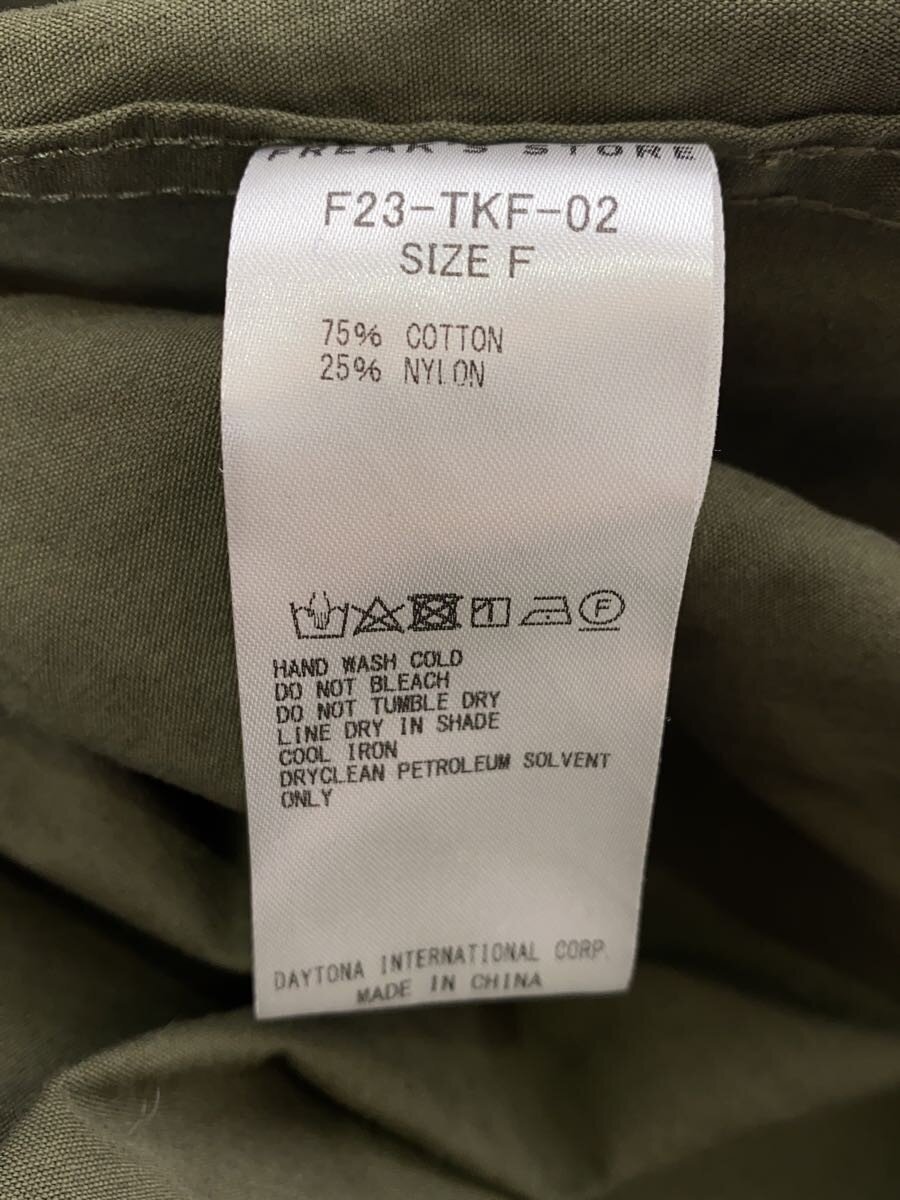 FREAK'S STORE
F23-TKF-02
SIZE F
75% COTTON
25% NYLON
F
HAND WASH COLD
DO NOT BLEACH
DO NOT TUMBLE DRY
LINE DRY IN SHADE
COOL IRON
DRYCLEAN PETROLEUM SOLVENT
ONLY
DAYTONA INTERNATIONAL CORP.
MADE IN CHINA